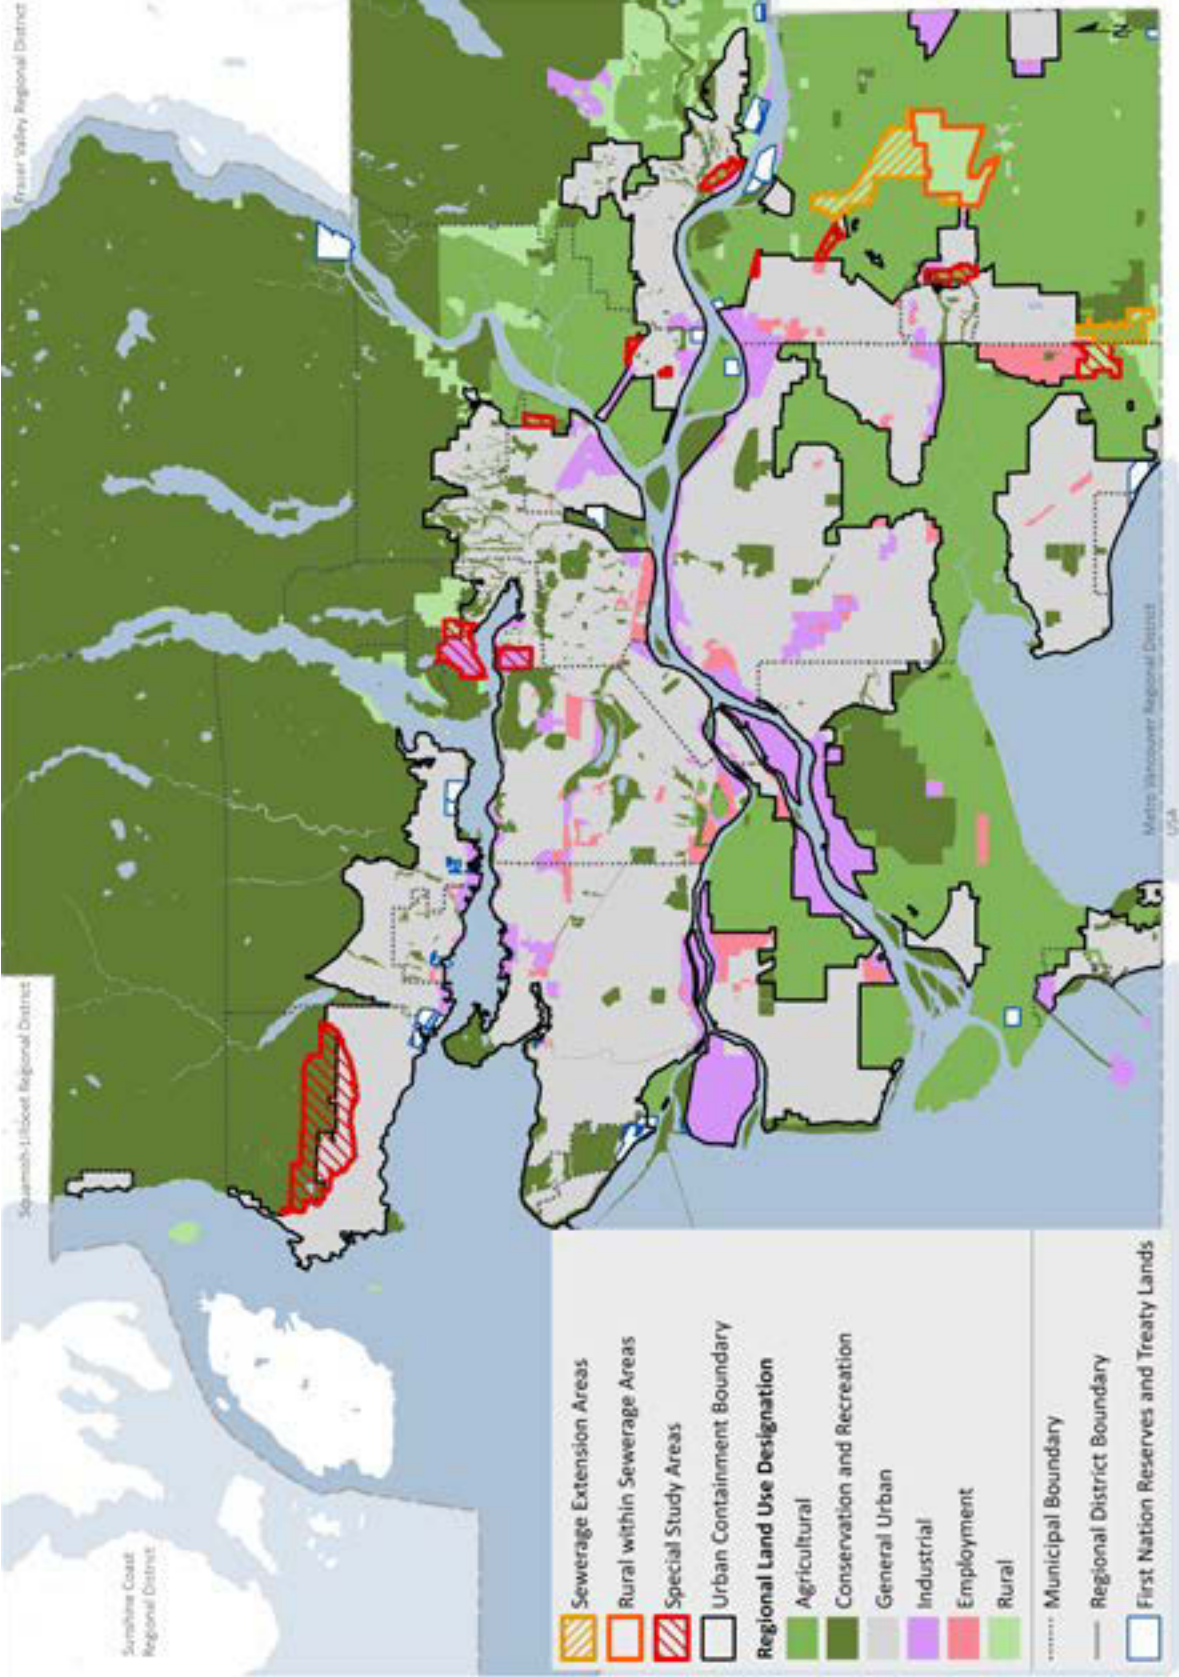 Squamish-Lillooet Regional District
Fraser Valley Regional District
Sunshine Coast
Regional District
Metro Vancouver Regional District
USA
N
Sewerage Extension Areas
Rural within Sewerage Areas
Special Study Areas
Urban Containment Boundary
Regional Land Use Designation
Agricultural
Conservation and Recreation
General Urban
Industrial
Employment
Rural
Municipal Boundary
Regional District Boundary
First Nation Reserves and Treaty Lands